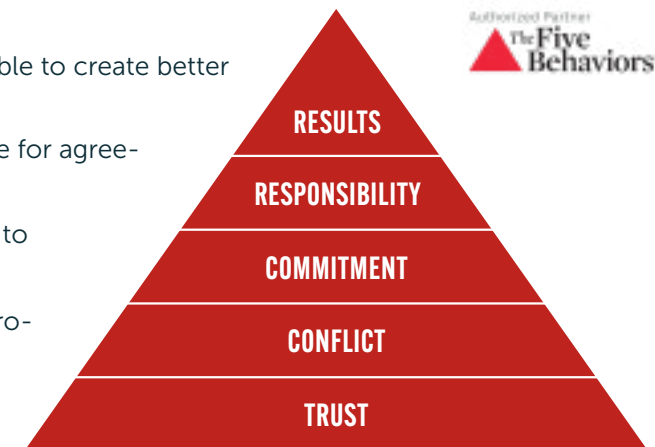 Authorized Partner
The Five
Behaviors
ble to create better
RESULTS
e for agree-
RESPONSIBILITY
to
COMMITMENT
ro-
CONFLICT
TRUST